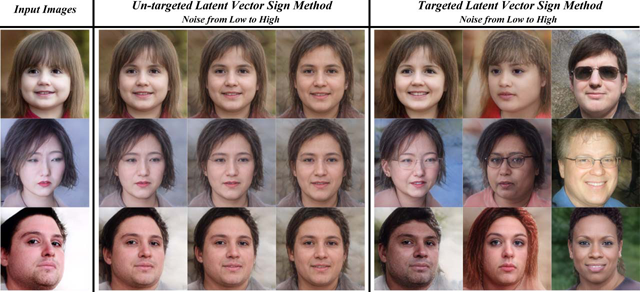 Input Images
Un-targeted Latent Vector Sign Method
Noise from Low to High
Targeted Latent Vector Sign Method
Noise from Low to High